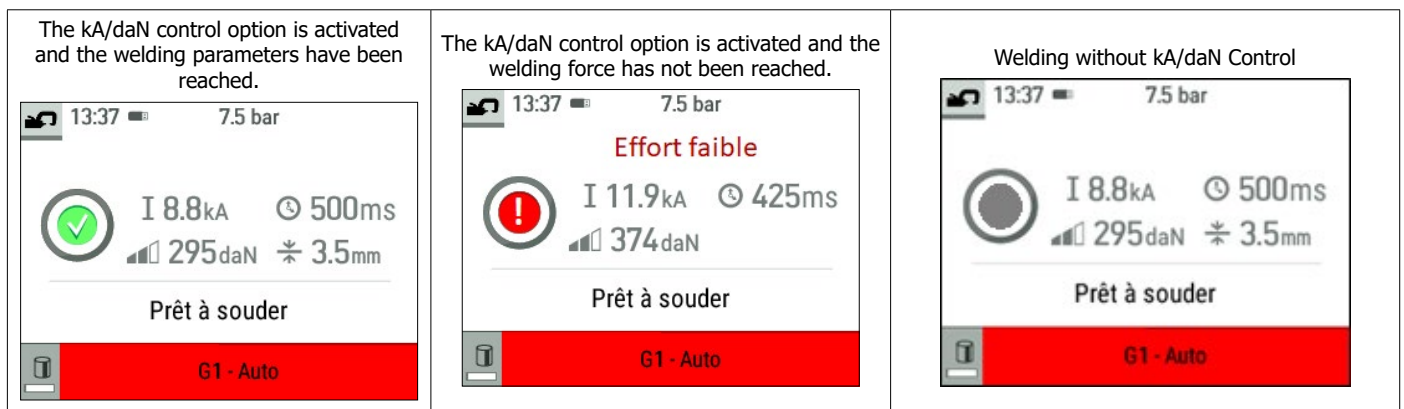 The kA/daN control option is activated
and the welding parameters have been
reached.
13:37 7.5 bar
I 8.8kA 500ms
295daN 3.5mm
Prêt à souder
G1 - Auto
The kA/daN control option is activated and the
welding force has not been reached.
13:37 7.5 bar
Effort faible
I 11.9kA 425ms
374daN
Prêt à souder
G1 - Auto
Welding without kA/daN Control
13:37 7.5 bar
I 8.8kA 500ms
295daN 3.5mm
Prêt à souder
G1 - Auto